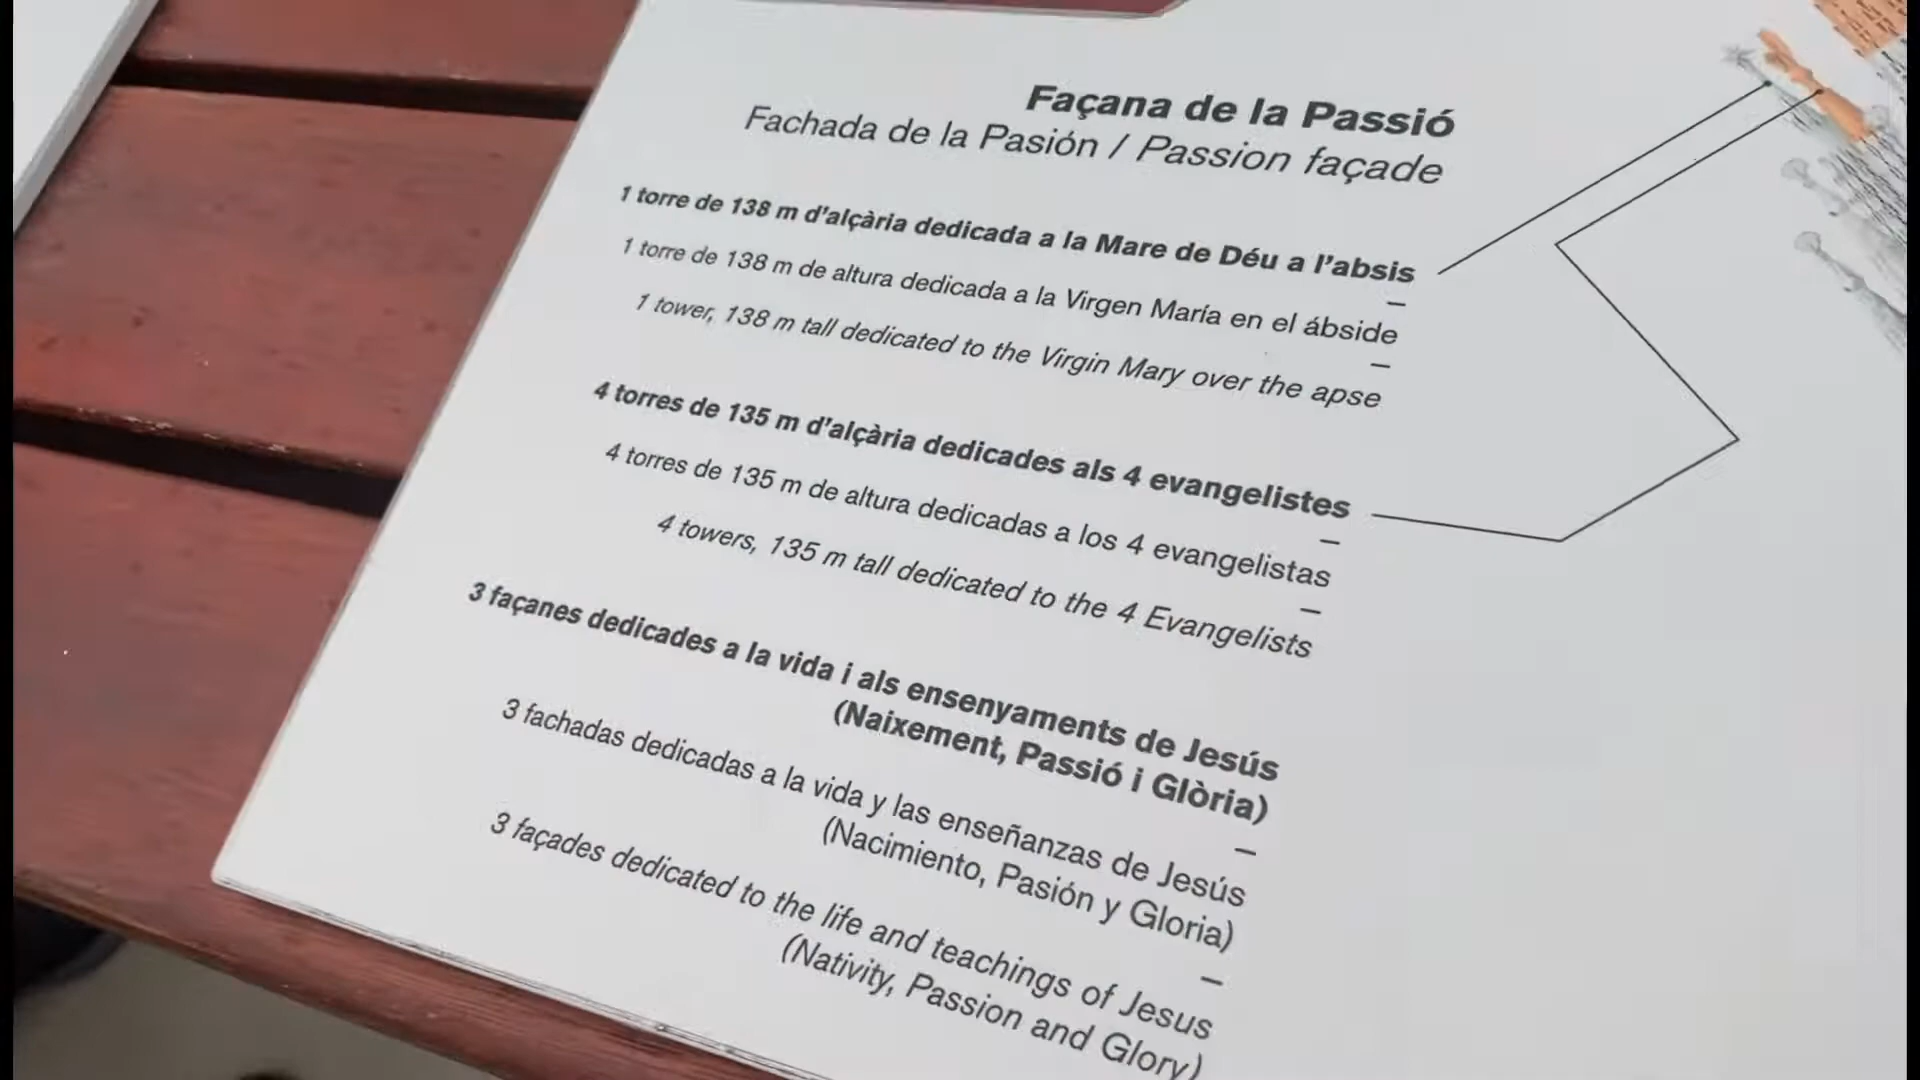 Façana de la Passió
Fachada de la Pasión / Passion façade
1 torre de 138 m d'alçària dedicada a la Mare de Déu a l'absis
–
1 torre de 138 m de altura dedicada a la Virgen María en el ábside
–
1 tower, 138 m tall dedicated to the Virgin Mary over the apse
4 torres de 135 m d'alçària dedicades als 4 evangelistes
–
4 torres de 135 m de altura dedicadas a los 4 evangelistas
–
4 towers, 135 m tall dedicated to the 4 Evangelists
3 façanes dedicades a la vida i als ensenyaments de Jesús
(Naixement, Passió i Glòria)
–
3 fachadas dedicadas a la vida y las enseñanzas de Jesús
(Nacimiento, Pasión y Gloria)
–
3 façades dedicated to the life and teachings of Jesus
(Nativity, Passion and Glory)